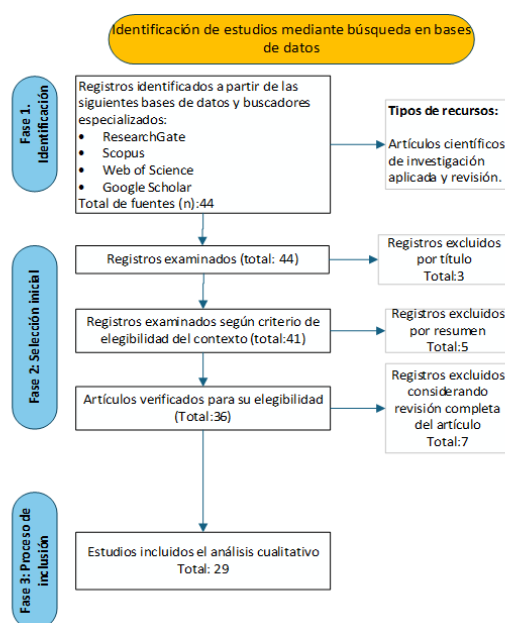 Identificación de estudios mediante búsqueda en bases
de datos
Fase 1.
Identificación
Registros identificados a partir de las
siguientes bases de datos y buscadores
especializados:
• ResearchGate
• Scopus
• Web of Science
• Google Scholar
Total de fuentes (n):44
Tipos de recursos:
Artículos científicos
de investigación
aplicada y revisión.
Fase 2: Selección inicial
Registros examinados (total: 44)
Registros excluidos
por título
Total:3
Registros examinados según criterio de
elegibilidad del contexto (total:41)
Registros excluidos
por resumen
Total:5
Artículos verificados para su elegibilidad
(Total:36)
Registros excluidos
considerando
revisión completa
del artículo
Total:7
Fase 3: Proceso de
inclusión
Estudios incluidos el análisis cualitativo
Total: 29